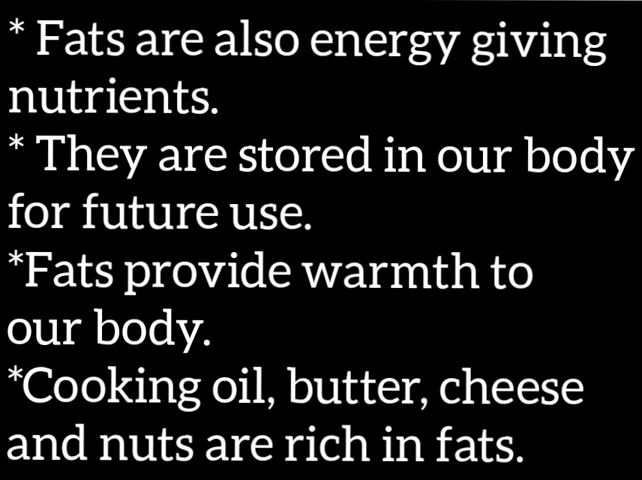 * Fats are also energy giving
nutrients.
* They are stored in our body
for future use.
*Fats provide warmth to
our body.
*Cooking oil, butter, cheese
and nuts are rich in fats.